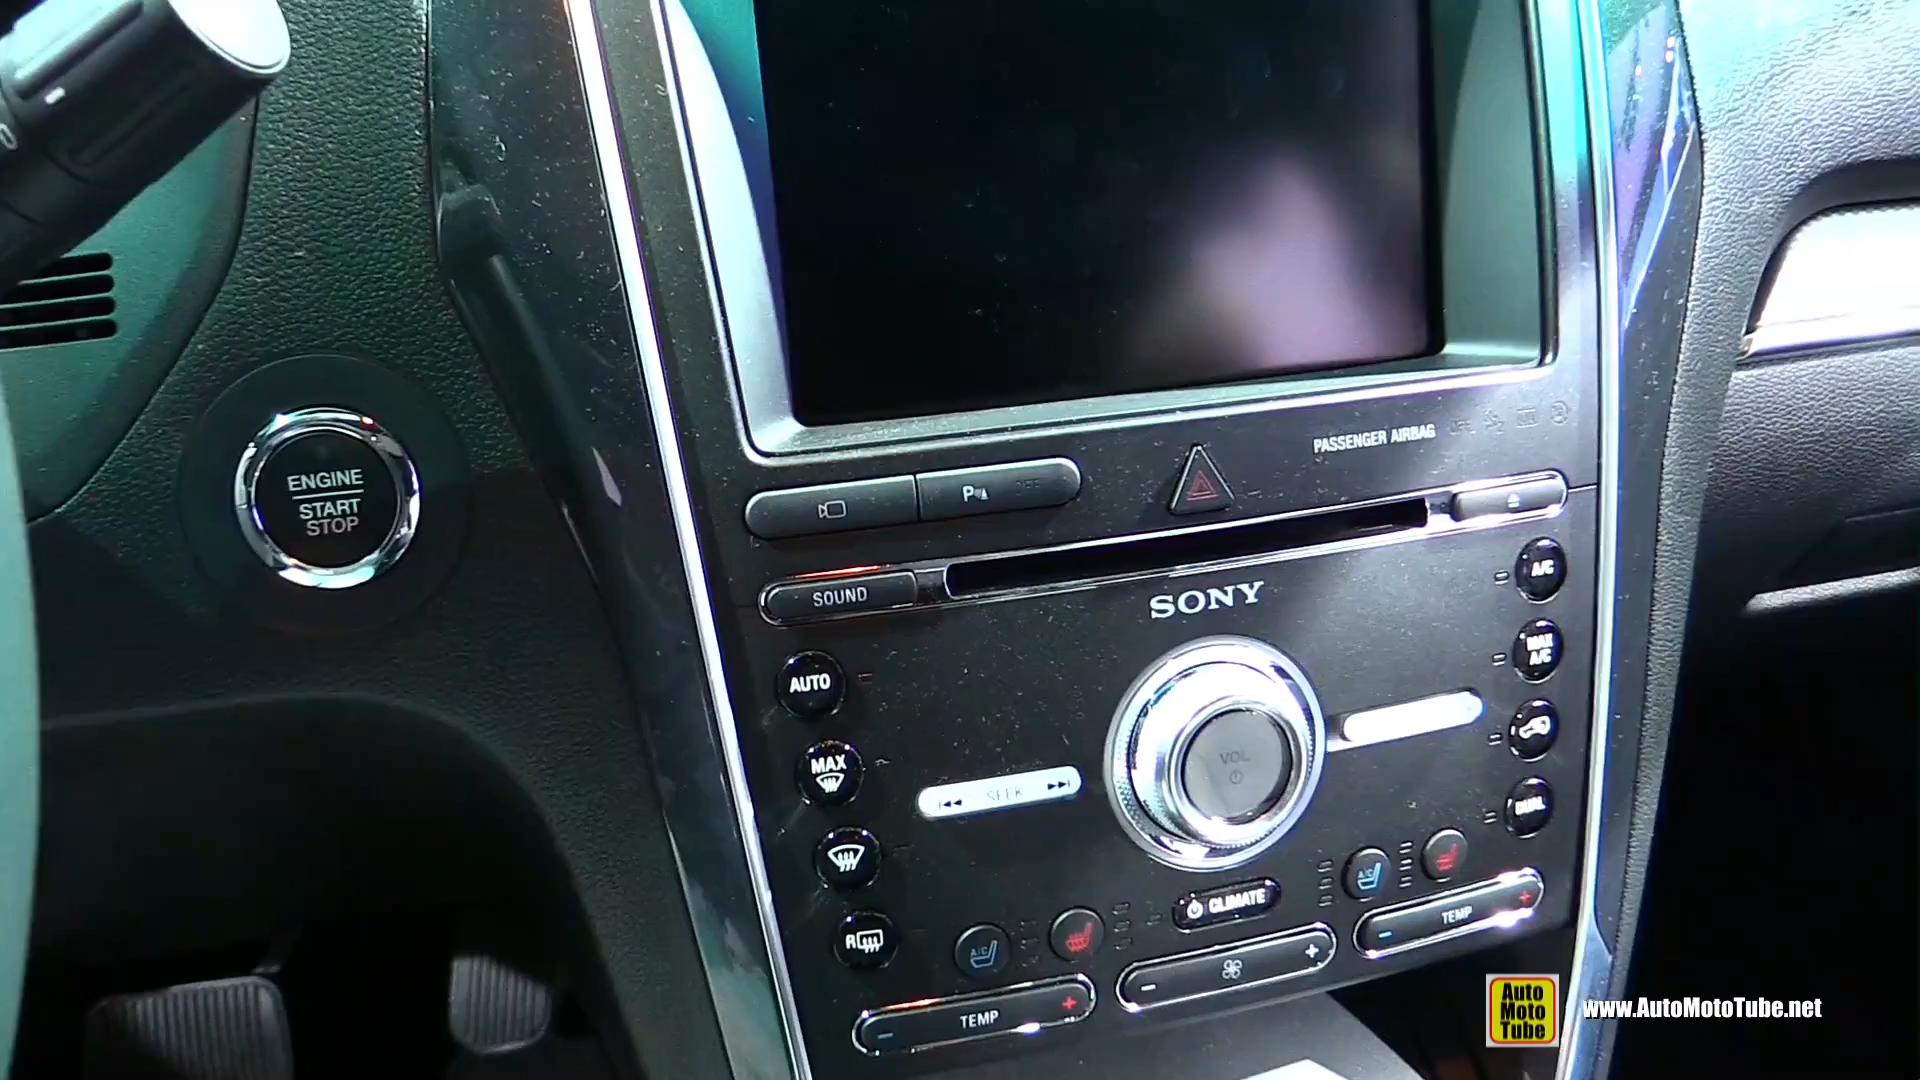 PASSENGER AIRBAG
ENGINE
START
STOP
P
SOUND
SONY
A/C
MAX
A/C
AUTO
VOL
MAX
SEEK
DUAL
R
CLIMATE
A/C
A/C
TEMP
TEMP
Auto
Moto
Tube
www.AutoMotoTube.net